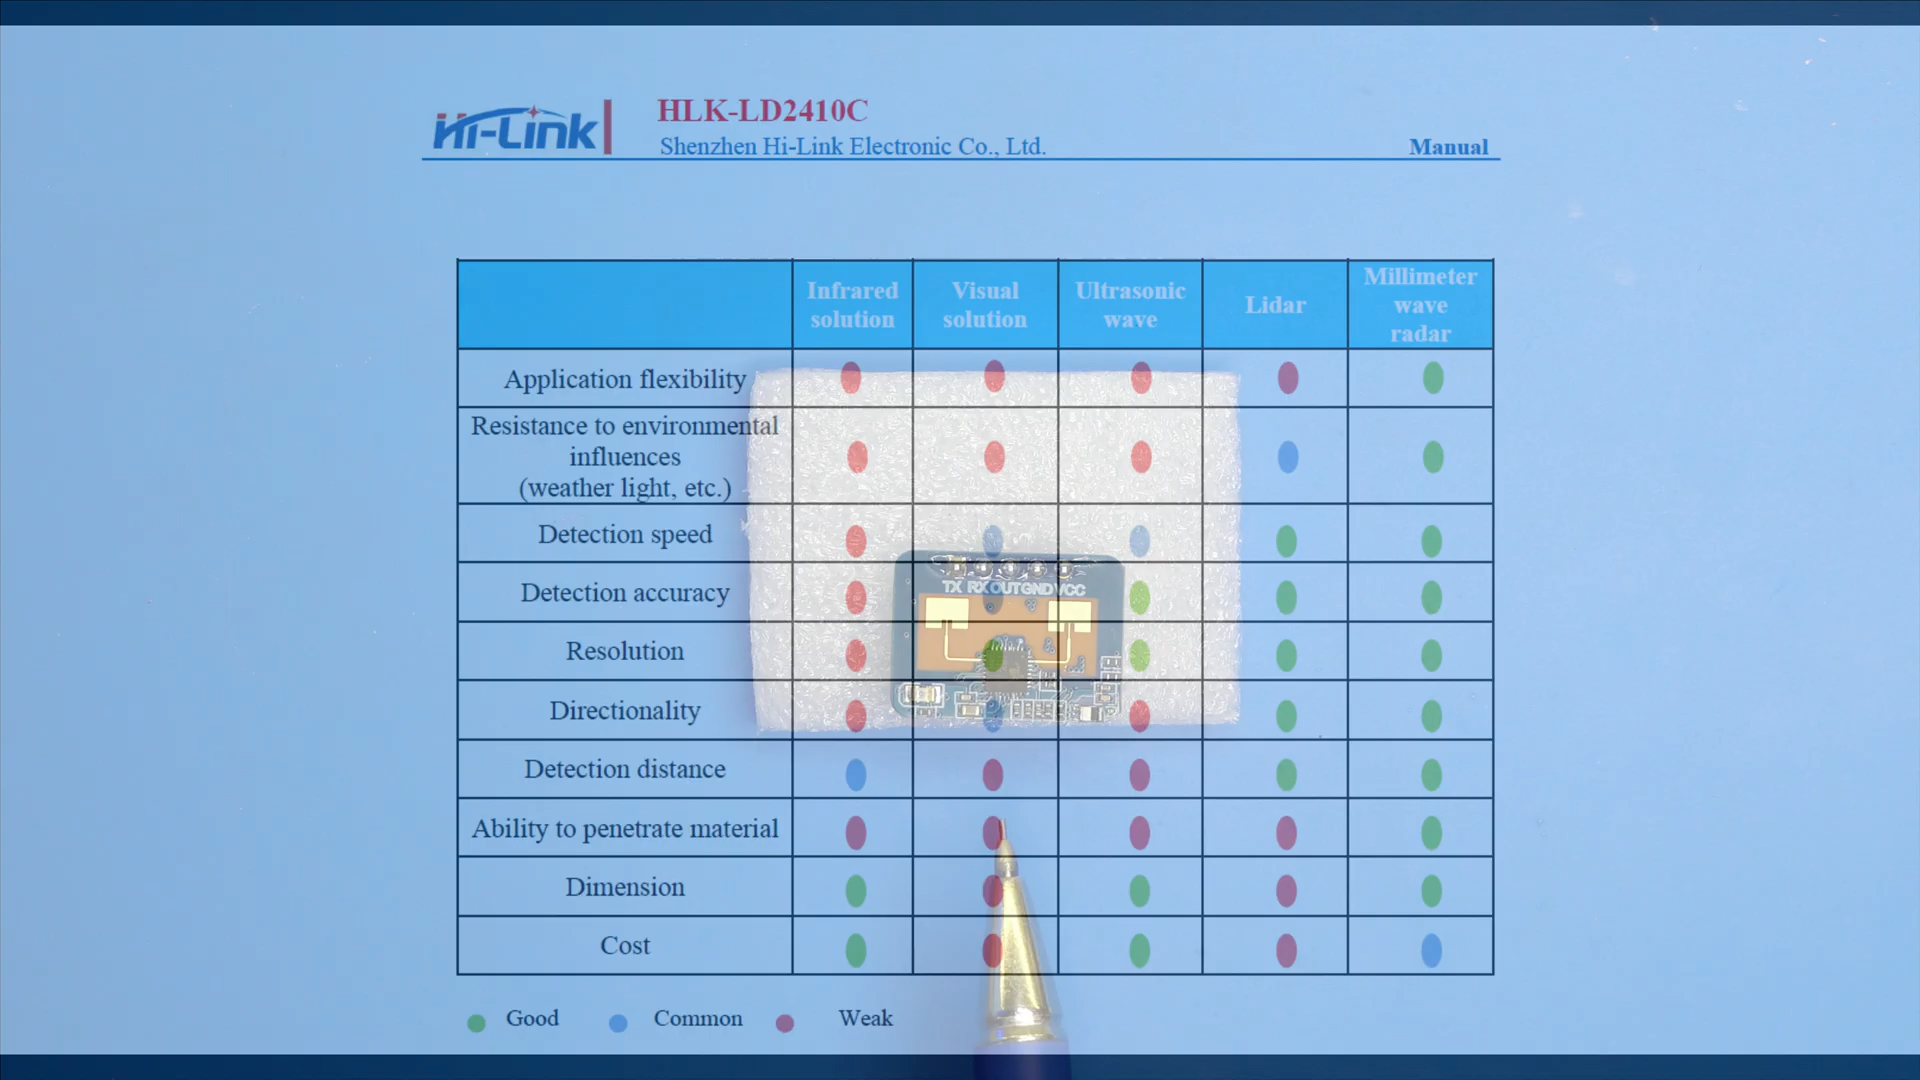 Hi-Link
HLK-LD2410C
Shenzhen Hi-Link Electronic Co., Ltd.
Manual
Infrared
solution
Visual
solution
Ultrasonic
wave
Lidar
Millimeter
wave
radar
Application flexibility
Resistance to environmental
influences
(weather light, etc.)
Detection speed
Detection accuracy
TX RX OUT GND VCC
Resolution
Directionality
Detection distance
Ability to penetrate material
Dimension
Cost
Good
Common
Weak